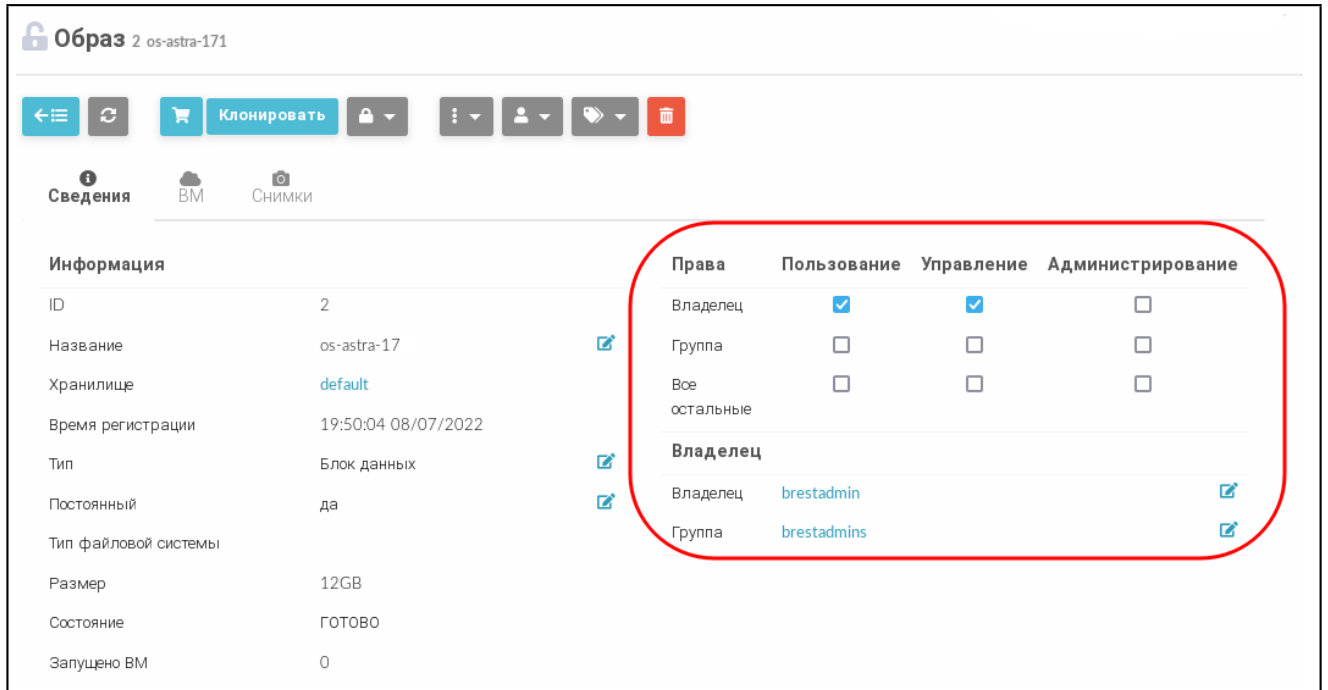 Образ 2 os-astra-171
Клонировать
Сведения ВМ Снимки
Информация
ID 2
Название os-astra-17
Хранилище default
Время регистрации 19:50:04 08/07/2022
Тип Блок данных
Постоянный да
Тип файловой системы
Размер 12GB
Состояние ГОТОВО
Запущено ВМ 0
Права Пользование Управление Администрирование
Владелец
Группа
Все
остальные
Владелец
Владелец brestadmin
Группа brestadmins